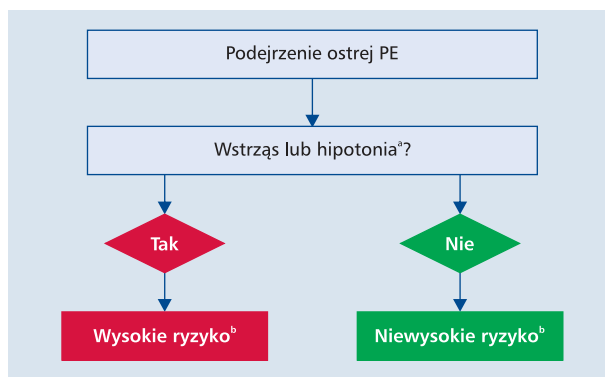 Podejrzenie ostrej PE
Wstrząs lub hipotoniaᵃ?
Tak
Nie
Wysokie ryzykoᵇ
Niewysokie ryzykoᵇ